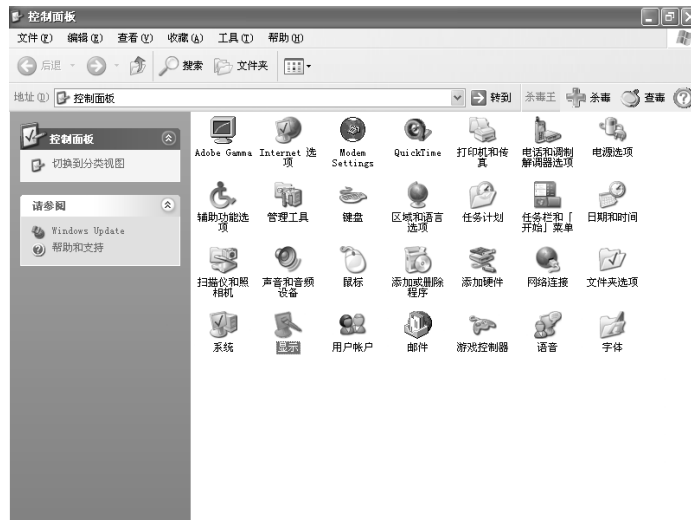 控制面板
文件(F) 编辑(E) 查看(V) 收藏(A) 工具(T) 帮助(H)
后退 搜索 文件夹
地址(D) 控制面板 转到 杀毒王 杀毒 查毒
控制面板
切换到分类视图
请参阅
Windows Update
帮助和支持
Adobe Gamma
Internet 选
项
Modem
Settings
QuickTime
打印机和传
真
电话和调制
解调器选项
电源选项
辅助功能选
项
管理工具
键盘
区域和语言
选项
任务计划
任务栏和「
开始」菜单
日期和时间
扫描仪和照
相机
声音和音频
设备
鼠标
添加或删除
程序
添加硬件
网络连接
文件夹选项
系统
显示
用户帐户
邮件
游戏控制器
语音
字体